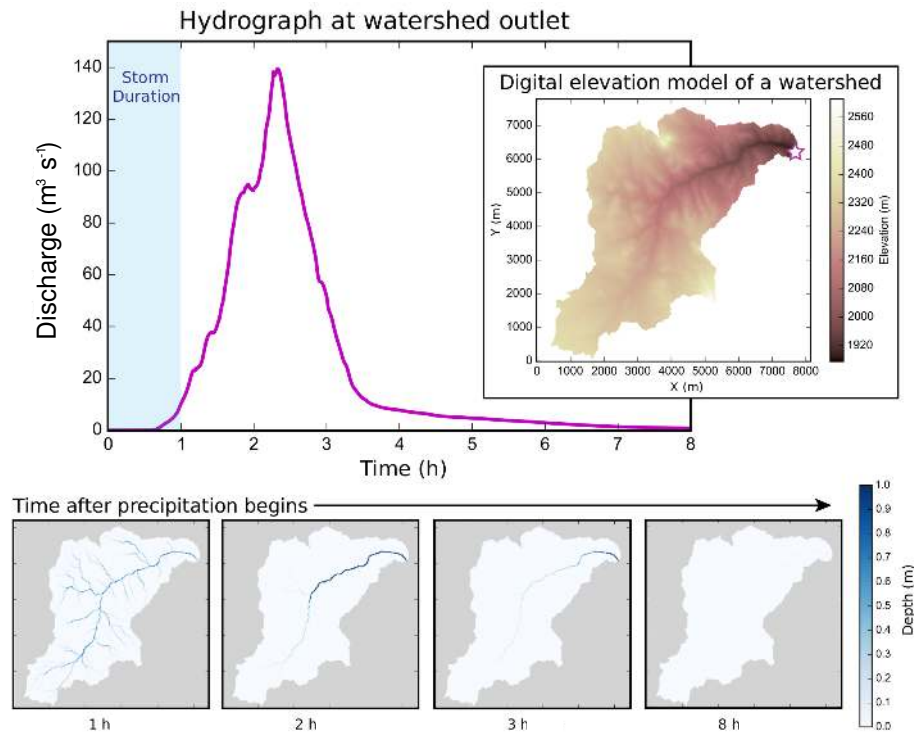 Hydrograph at watershed outlet
Discharge (m³ s⁻¹)
140
120
100
80
60
40
20
0
Storm
Duration
0 1 2 3 4 5 6 7 8
Time (h)
Digital elevation model of a watershed
Y (m)
7000
6000
5000
4000
3000
2000
1000
0
0 1000 2000 3000 4000 5000 6000 7000 8000
X (m)
2560
2480
2400
2320
2240
2160
2080
2000
1920
Elevation (m)
Time after precipitation begins
1 h
2 h
3 h
8 h
1.0
0.9
0.8
0.7
0.6
0.5
0.4
0.3
0.2
0.1
0.0
Depth (m)